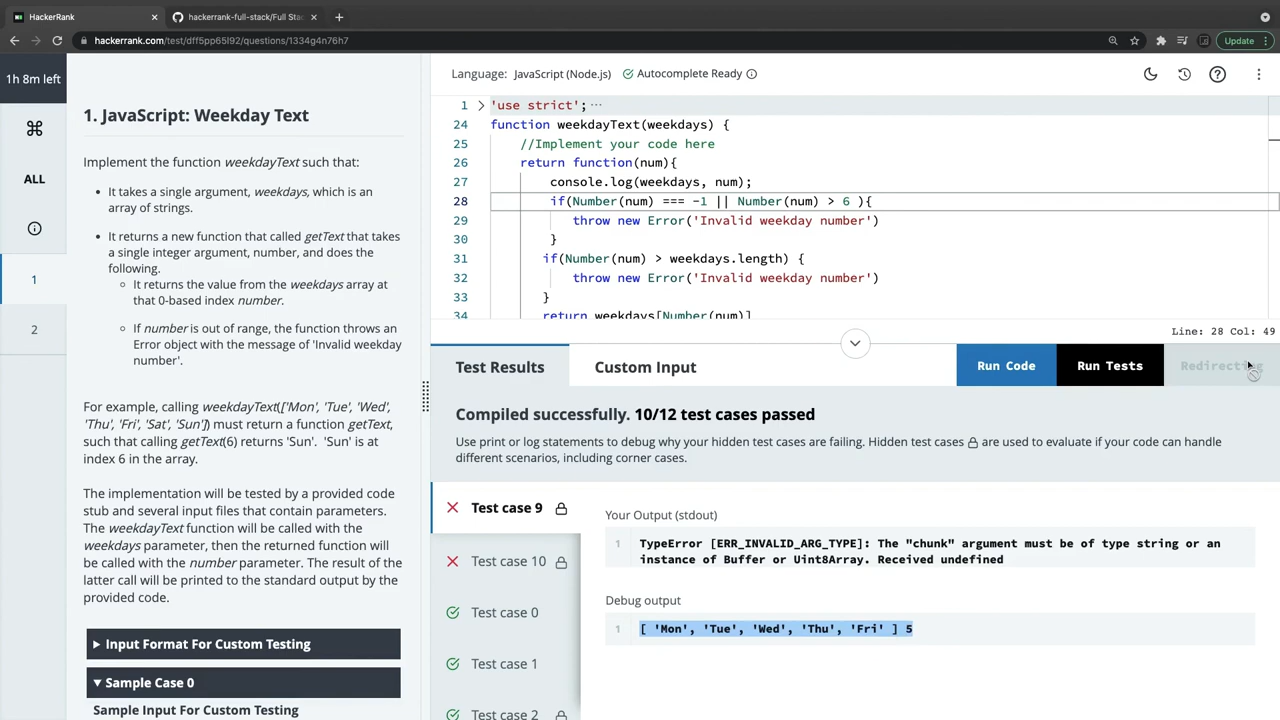 HackerRank
hackerrank-full-stack/Full Stac
hackerrank.com/test/dff5pp65l92/questions/1334g4n76h7
Update
1h 8m left
ALL
1
2
1. JavaScript: Weekday Text
Implement the function weekdayText such that:
• It takes a single argument, weekdays, which is an
array of strings.
• It returns a new function that called getText that takes
a single integer argument, number, and does the
following.
It returns the value from the weekdays array at
that 0-based index number.
If number is out of range, the function throws an
Error object with the message of 'Invalid weekday
number'.
For example, calling weekdayText(['Mon', 'Tue', 'Wed',
'Thu', 'Fri', 'Sat', 'Sun']) must return a function getText,
such that calling getText(6) returns 'Sun'.  'Sun' is at
index 6 in the array.
The implementation will be tested by a provided code
stub and several input files that contain parameters.
The weekdayText function will be called with the
weekdays parameter, then the returned function will
be called with the number parameter. The result of the
latter call will be printed to the standard output by the
provided code.
Input Format For Custom Testing
Sample Case 0
Sample Input For Custom Testing
Language: JavaScript (Node.js)
Autocomplete Ready
1 'use strict'; ...
24 function weekdayText(weekdays) {
25 //Implement your code here
26 return function(num){
27 console.log(weekdays, num);
28 if(Number(num) === -1 || Number(num) > 6 ){
29 throw new Error('Invalid weekday number')
30 }
31 if(Number(num) > weekdays.length) {
32 throw new Error('Invalid weekday number')
33 }
34 return weekdays[Number(num)]
Line: 28 Col: 49
Test Results
Custom Input
Run Code
Run Tests
Redirecting
Compiled successfully. 10/12 test cases passed
Use print or log statements to debug why your hidden test cases are failing. Hidden test cases are used to evaluate if your code can handle
different scenarios, including corner cases.
Test case 9
Test case 10
Test case 0
Test case 1
Test case 2
Your Output (stdout)
1 TypeError [ERR_INVALID_ARG_TYPE]: The "chunk" argument must be of type string or an
instance of Buffer or Uint8Array. Received undefined
Debug output
1 [ 'Mon', 'Tue', 'Wed', 'Thu', 'Fri' ] 5